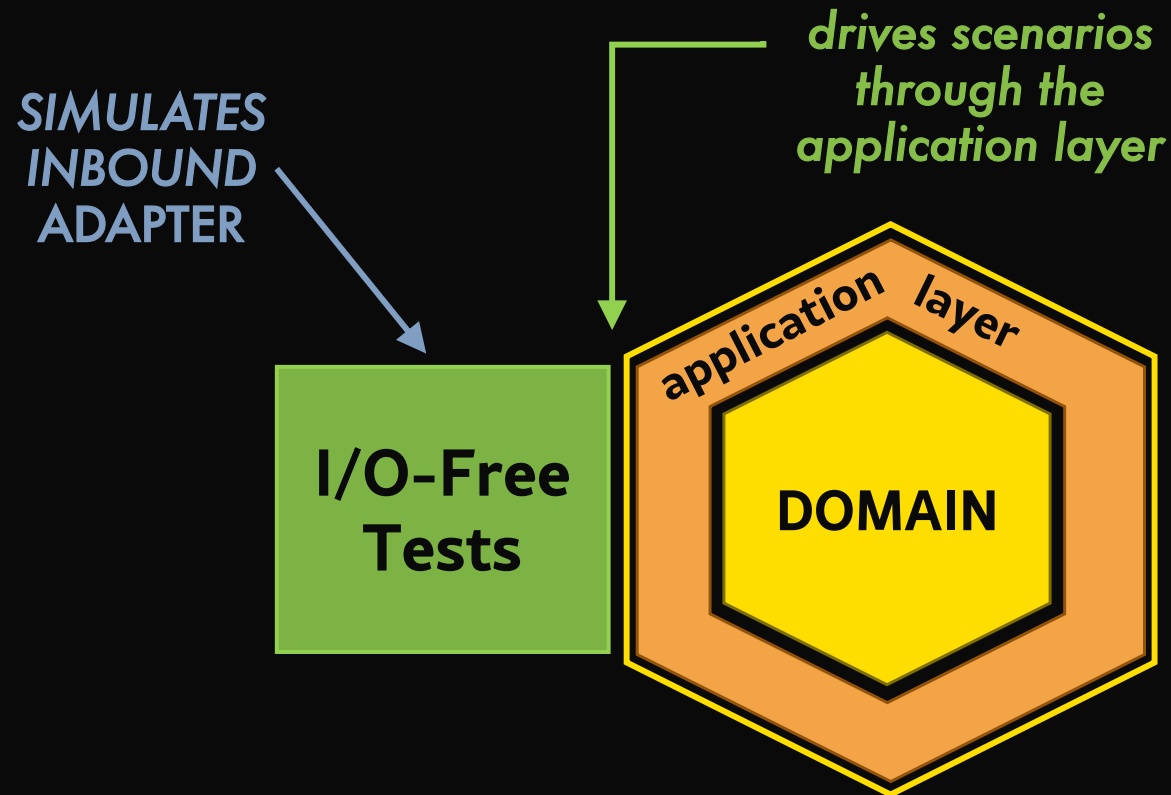 SIMULATES
INBOUND
ADAPTER
drives scenarios
through the
application layer
application layer
I/O-Free
Tests
DOMAIN